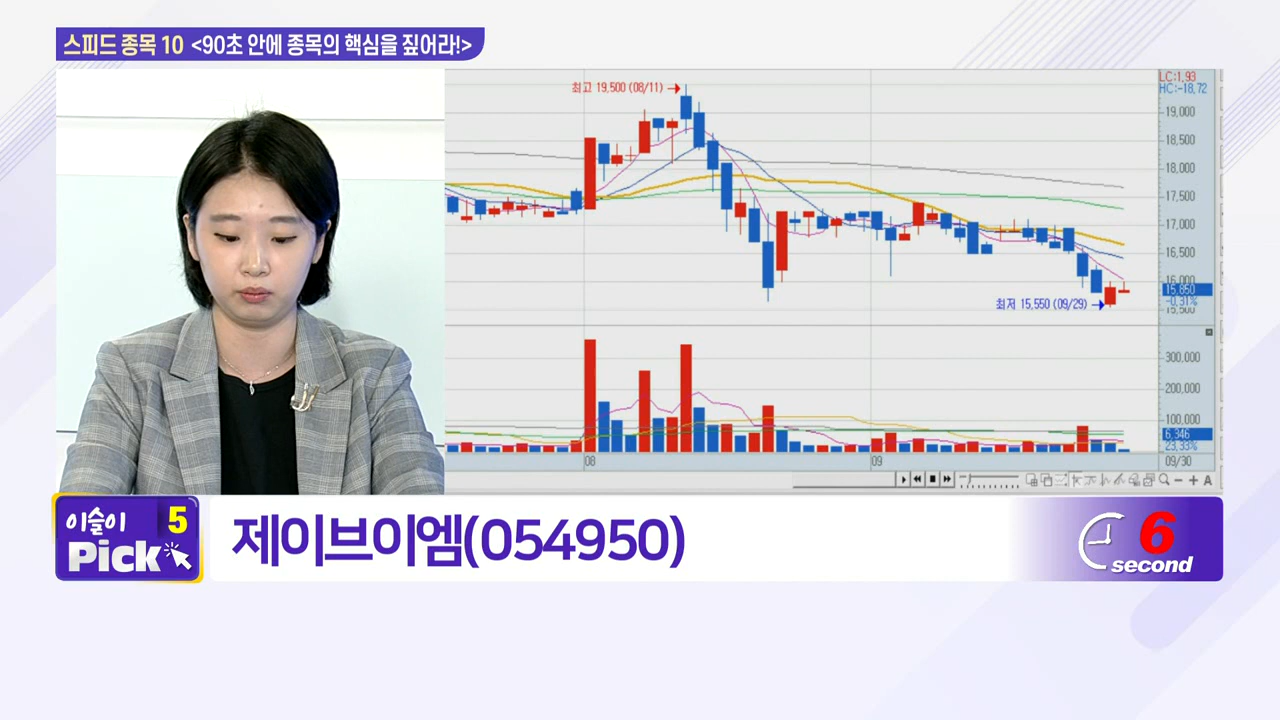 스피드 종목 10 <90초 안에 종목의 핵심을 짚어라!>
최고 19,500 (08/11)
LC:1,93
HC:-18,72
19,000
18,500
18,000
17,500
17,000
16,500
16,000
15,850
-0,31%
15,500
최저 15,550 (09/29)
300,000
200,000
100,000
6,346
23,33%
08
09
09/30
A
이슬이 5
Pick
제이브이엠(054950)
6
second